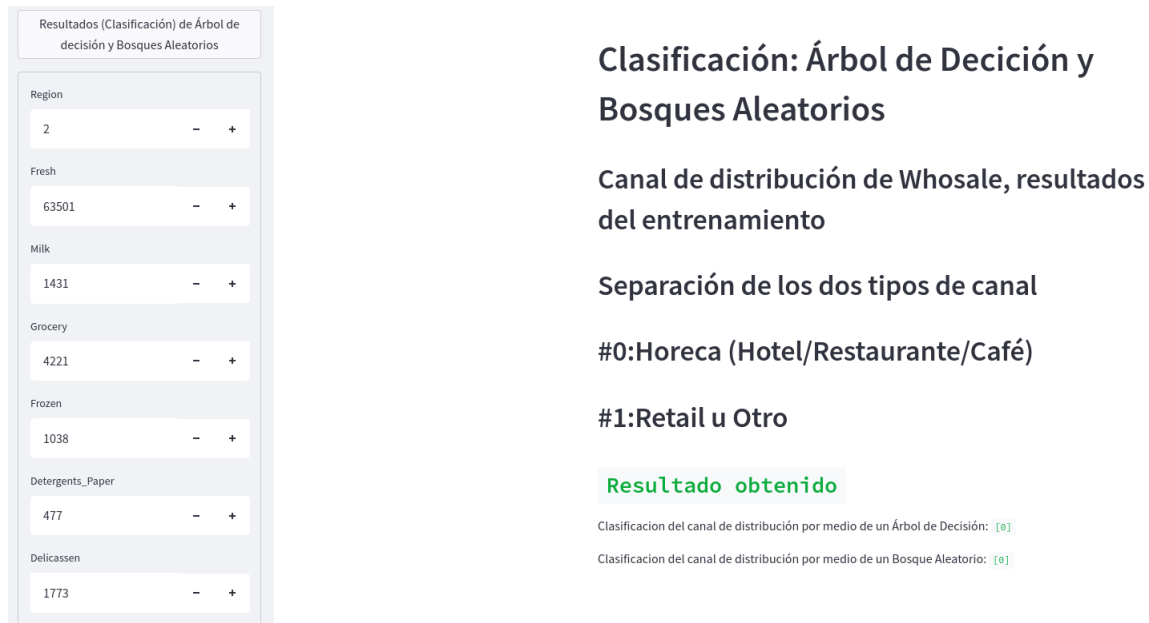 Resultados (Clasificación) de Árbol de
decisión y Bosques Aleatorios
Region
2 − +
Fresh
63501 − +
Milk
1431 − +
Grocery
4221 − +
Frozen
1038 − +
Detergents_Paper
477 − +
Delicassen
1773 − +
Clasificación: Árbol de Decición y
Bosques Aleatorios
Canal de distribución de Whosale, resultados
del entrenamiento
Separación de los dos tipos de canal
#0:Horeca (Hotel/Restaurante/Café)
#1:Retail u Otro
Resultado obtenido
Clasificacion del canal de distribución por medio de un Árbol de Decisión: [0]
Clasificacion del canal de distribución por medio de un Bosque Aleatorio: [0]